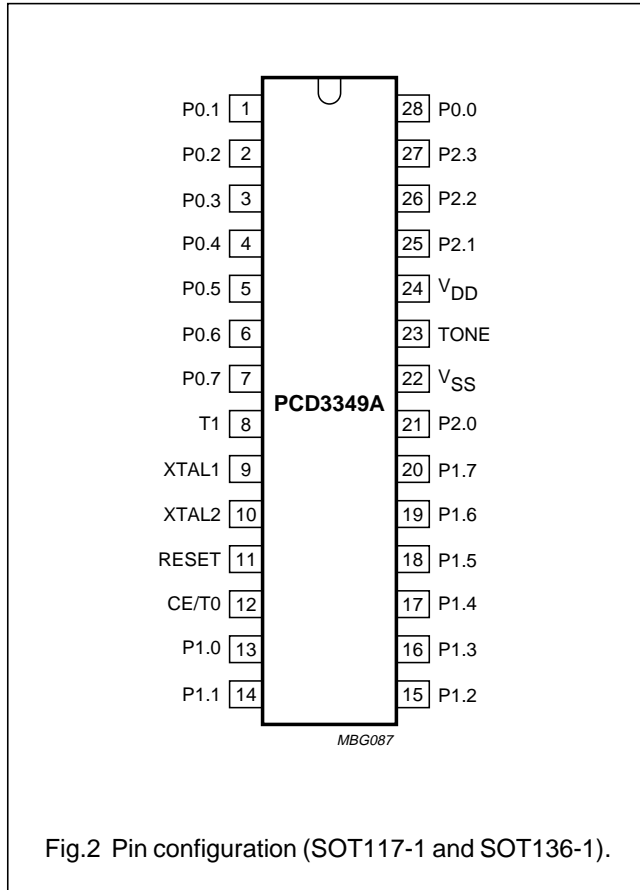 P0.1 1 28 P0.0
P0.2 2 27 P2.3
P0.3 3 26 P2.2
P0.4 4 25 P2.1
P0.5 5 24 VDD
P0.6 6 23 TONE
P0.7 7 22 VSS
PCD3349A
T1 8 21 P2.0
XTAL1 9 20 P1.7
XTAL2 10 19 P1.6
RESET 11 18 P1.5
CE/T0 12 17 P1.4
P1.0 13 16 P1.3
P1.1 14 15 P1.2
MBG087
Fig.2 Pin configuration (SOT117-1 and SOT136-1).